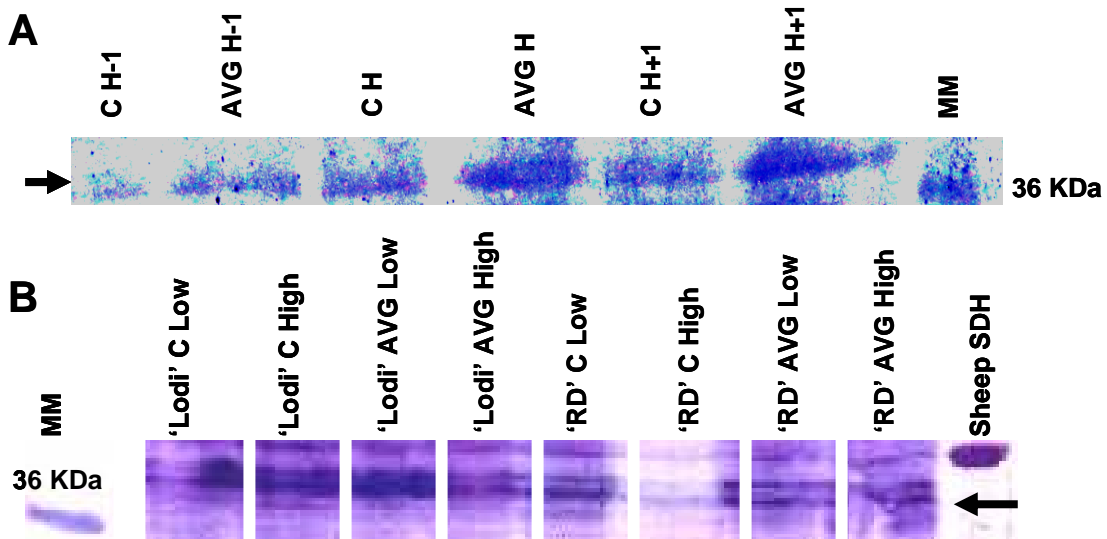 A
C H-1
AVG H-1
C H
AVG H
C H+1
AVG H+1
MM
36 KDa
B
MM
‘Lodi’ C Low
‘Lodi’ C High
‘Lodi’ AVG Low
‘Lodi’ AVG High
‘RD’ C Low
‘RD’ C High
‘RD’ AVG Low
‘RD’ AVG High
Sheep SDH
36 KDa